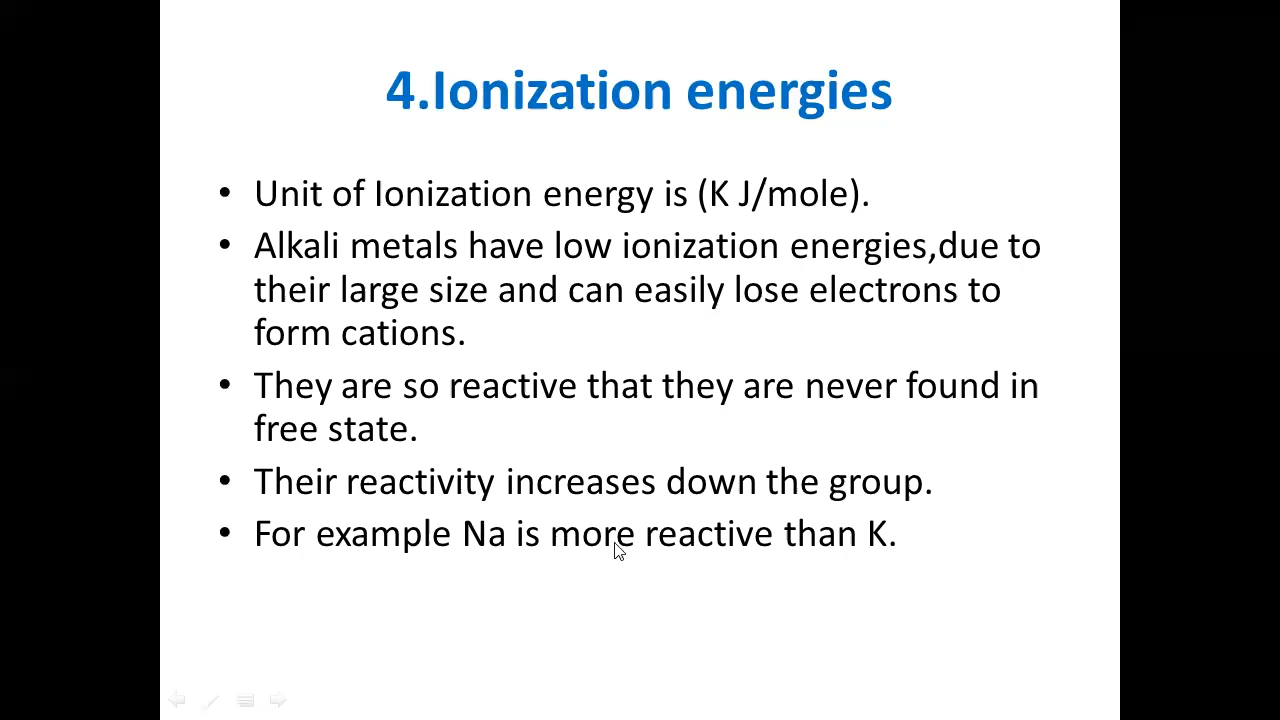 4.Ionization energies
• Unit of Ionization energy is (K J/mole).
• Alkali metals have low ionization energies,due to
their large size and can easily lose electrons to
form cations.
• They are so reactive that they are never found in
free state.
• Their reactivity increases down the group.
• For example Na is more reactive than K.